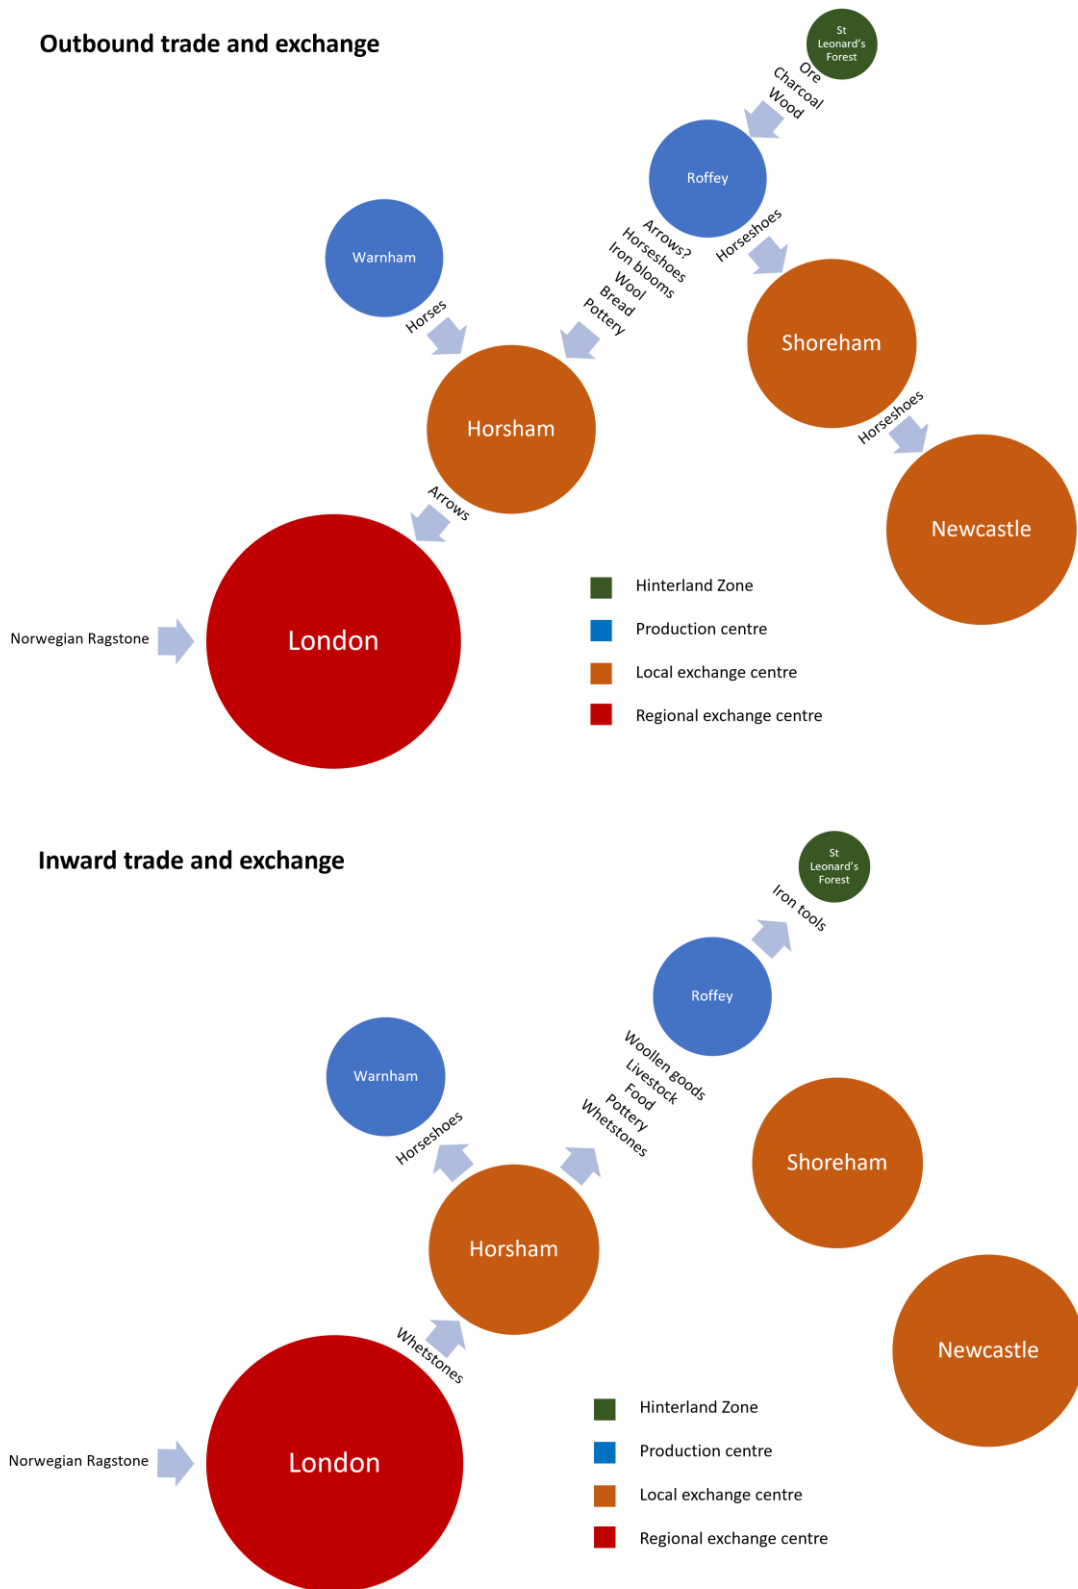 Outbound trade and exchange
St
Leonard's
Forest
Ore
Charcoal
Wood
Roffey
Arrows?
Horseshoes
Iron blooms
Wool
Bread
Pottery
Horseshoes
Warnham
Horses
Shoreham
Horseshoes
Horsham
Arrows
Newcastle
Norwegian Ragstone
London
Hinterland Zone
Production centre
Local exchange centre
Regional exchange centre
Inward trade and exchange
St
Leonard's
Forest
Iron tools
Roffey
Woollen goods
Livestock
Food
Pottery
Whetstones
Warnham
Horseshoes
Shoreham
Horsham
Whetstones
Newcastle
Norwegian Ragstone
London
Hinterland Zone
Production centre
Local exchange centre
Regional exchange centre